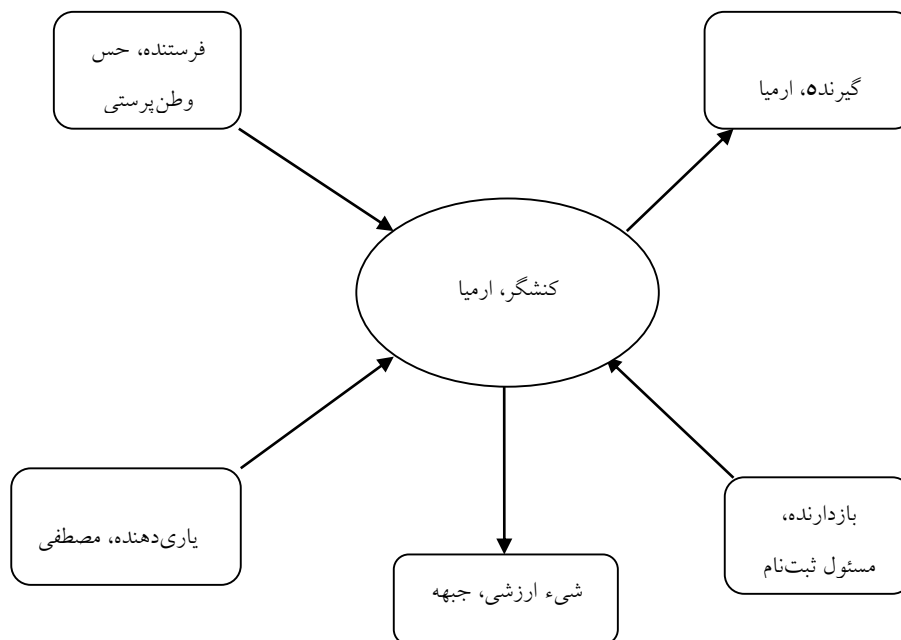 فرستنده، حس
وطن‌پرستی
گیرنده، ارمیا
کنشگر، ارمیا
یاری‌دهنده، مصطفی
بازدارنده،
مسئول ثبت‌نام
شیء ارزشی، جبهه